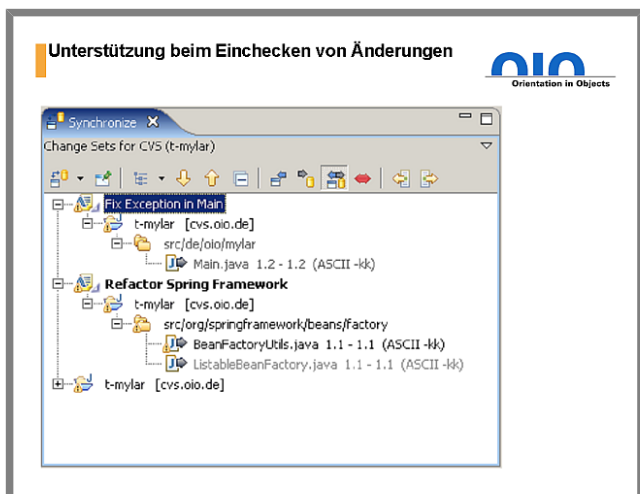 Unterstützung beim Einchecken von Änderungen
OIO
Orientation in Objects
Synchronize
Change Sets for CVS (t-mylar)
Fix Exception in Main
t-mylar [cvs.oio.de]
src/de/oio/mylar
Main.java 1.2 - 1.2 (ASCII -kk)
Refactor Spring Framework
t-mylar [cvs.oio.de]
src/org/springframework/beans/factory
BeanFactoryUtils.java 1.1 - 1.1 (ASCII -kk)
ListableBeanFactory.java 1.1 - 1.1 (ASCII -kk)
t-mylar [cvs.oio.de]